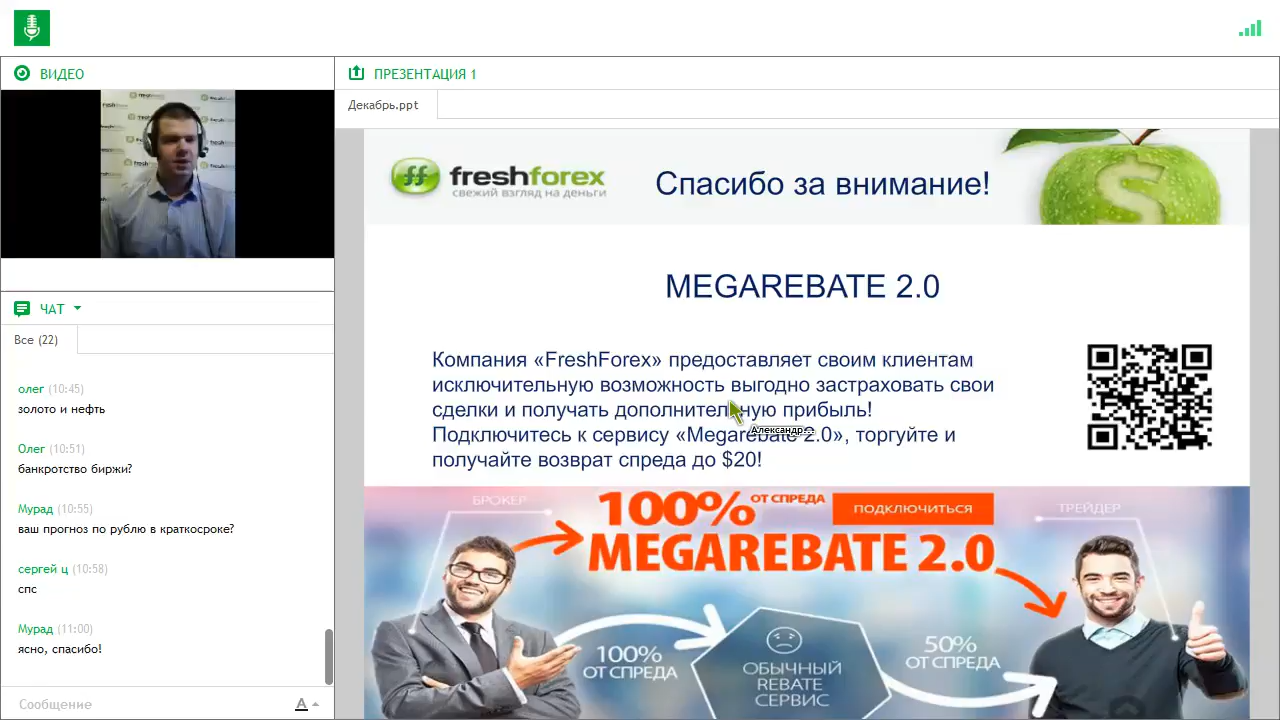 ВИДЕО
ПРЕЗЕНТАЦИЯ 1
Декабрь.ppt
freshforex
свежий взгляд на деньги
Спасибо за внимание!
MEGAREBATE 2.0
Компания «FreshForex» предоставляет своим клиентам
исключительную возможность выгодно застраховать свои
сделки и получать дополнительную прибыль!
Подключитесь к сервису «Megarebate 2.0», торгуйте и
получайте возврат спреда до $20!
БРОКЕР
100% ОТ СПРЕДА
ПОДКЛЮЧИТЬСЯ
ТРЕЙДЕР
MEGAREBATE 2.0
100%
ОТ СПРЕДА
ОБЫЧНЫЙ
REBATE
СЕРВИС
50%
ОТ СПРЕДА
ЧАТ
Все (22)
олег (10:45)
золото и нефть
Олег (10:51)
банкротство биржи?
Мурад (10:55)
ваш прогноз по рублю в краткосроке?
сергей ц (10:58)
спс
Мурад (11:00)
ясно, спасибо!
Сообщение
A